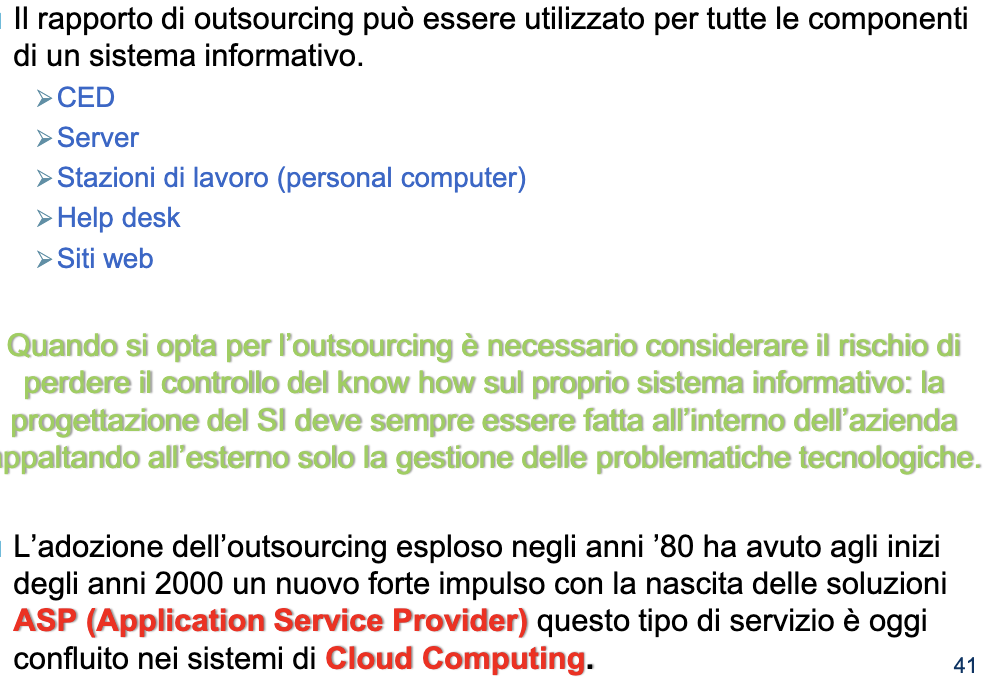 Il rapporto di outsourcing può essere utilizzato per tutte le componenti
di un sistema informativo.
CED
Server
Stazioni di lavoro (personal computer)
Help desk
Siti web
Quando si opta per l’outsourcing è necessario considerare il rischio di
perdere il controllo del know how sul proprio sistema informativo: la
progettazione del SI deve sempre essere fatta all’interno dell’azienda
appaltando all’esterno solo la gestione delle problematiche tecnologiche.
L’adozione dell’outsourcing esploso negli anni ’80 ha avuto agli inizi
degli anni 2000 un nuovo forte impulso con la nascita delle soluzioni
ASP (Application Service Provider) questo tipo di servizio è oggi
confluito nei sistemi di Cloud Computing.
41